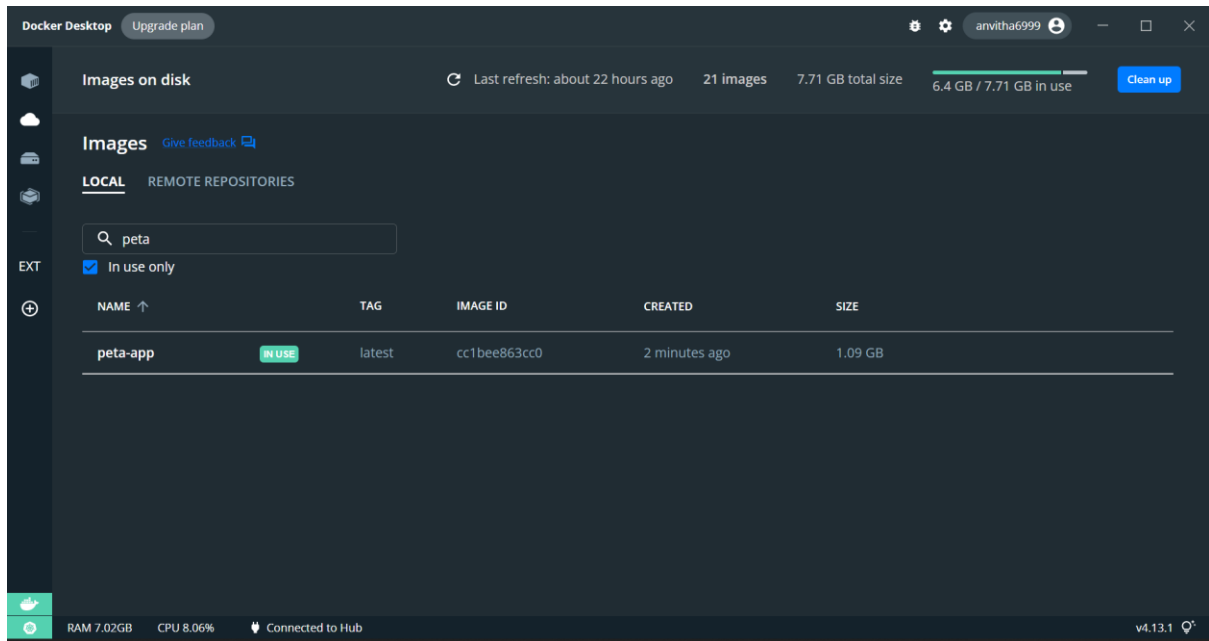 Docker Desktop Upgrade plan anvitha6999
Images on disk Last refresh: about 22 hours ago 21 images 7.71 GB total size 6.4 GB / 7.71 GB in use Clean up
Images Give feedback
LOCAL REMOTE REPOSITORIES
peta
In use only
EXT
NAME TAG IMAGE ID CREATED SIZE
peta-app IN USE latest cc1bee863cc0 2 minutes ago 1.09 GB
RAM 7.02GB CPU 8.06% Connected to Hub v4.13.1